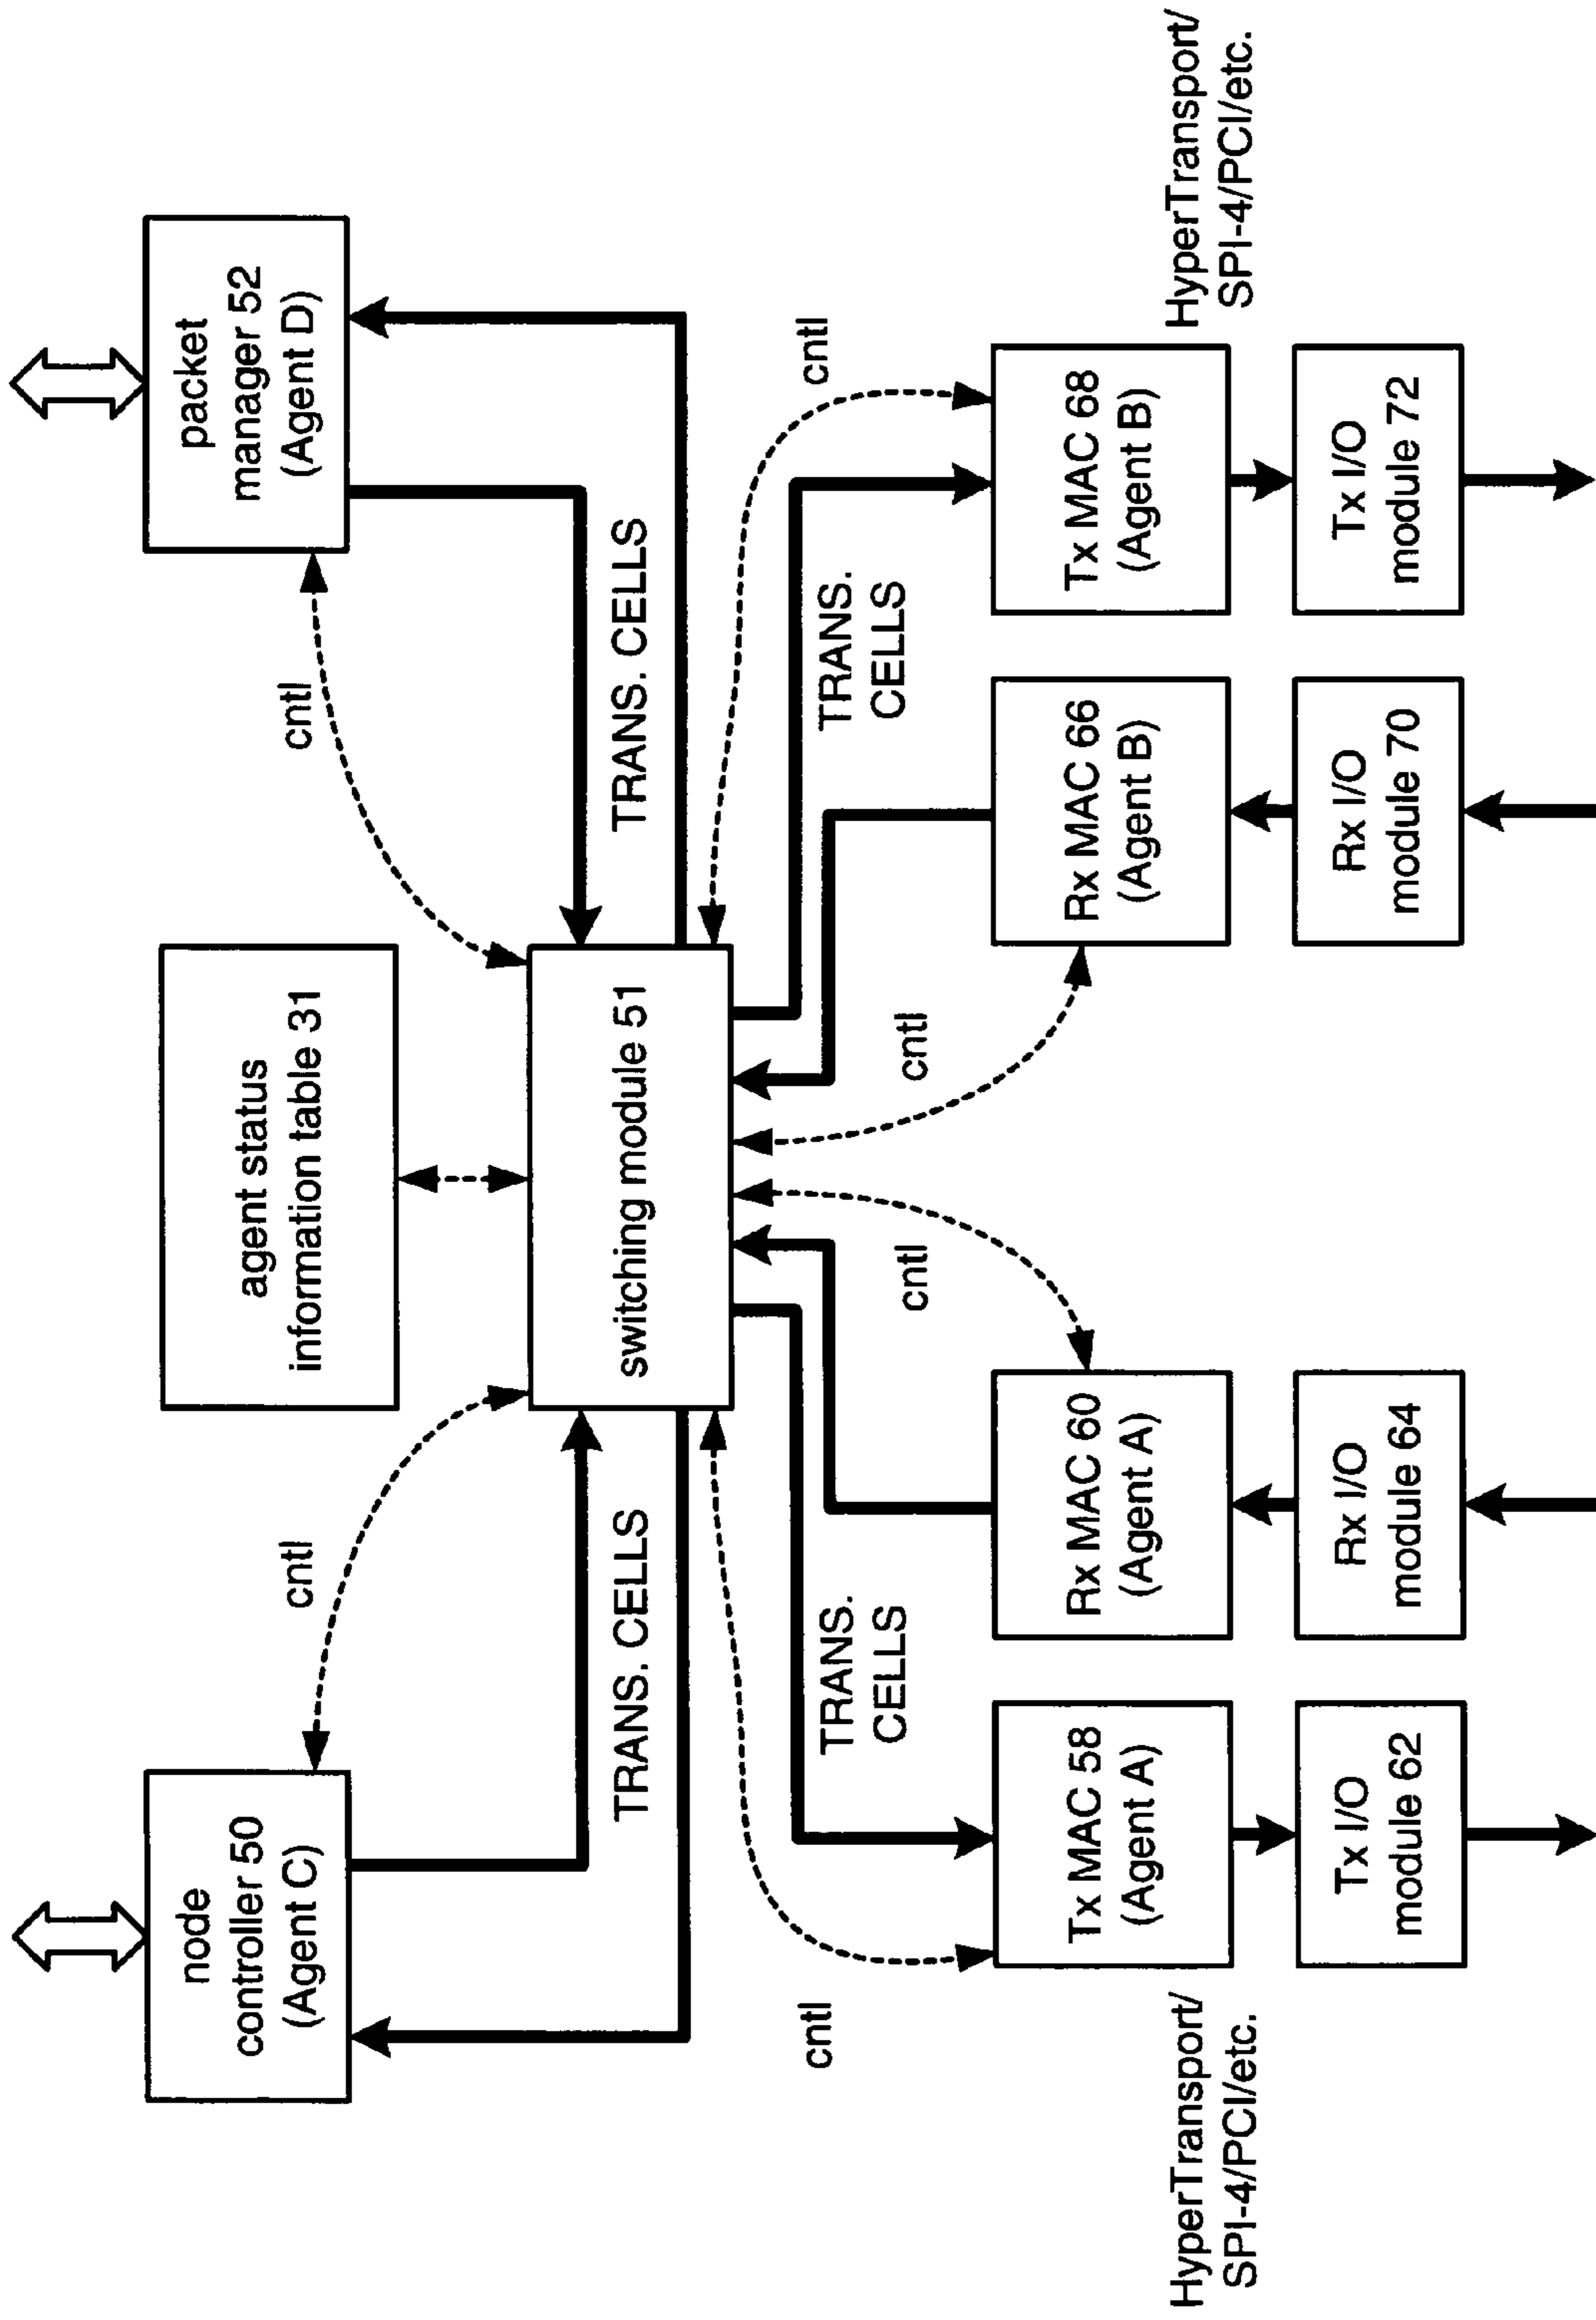 node
controller 50
(Agent C)
agent status
information table 31
packet
manager 52
(Agent D)
cntl
cntl
switching module 51
TRANS. CELLS
TRANS. CELLS
cntl
TRANS.
CELLS
cntl
cntl
TRANS.
CELLS
cntl
HyperTransport/
SPI-4/PCI/etc.
Tx MAC 58
(Agent A)
Rx MAC 60
(Agent A)
Rx MAC 66
(Agent B)
Tx MAC 68
(Agent B)
HyperTransport/
SPI-4/PCI/etc.
Tx I/O
module 62
Rx I/O
module 64
Rx I/O
module 70
Tx I/O
module 72